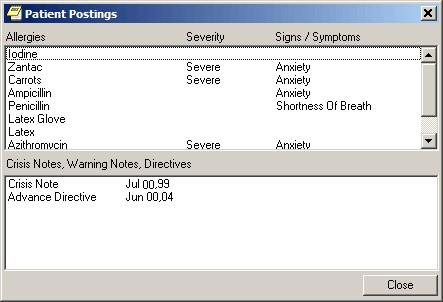 Patient Postings
Allergies Severity Signs / Symptoms
Iodine
Zantac Severe Anxiety
Carrots Severe Anxiety
Ampicillin Anxiety
Penicillin Shortness Of Breath
Latex Glove
Latex
Azithromycin Severe Anxiety
Crisis Notes, Warning Notes, Directives
Crisis Note Jul 00,99
Advance Directive Jun 00,04
Close